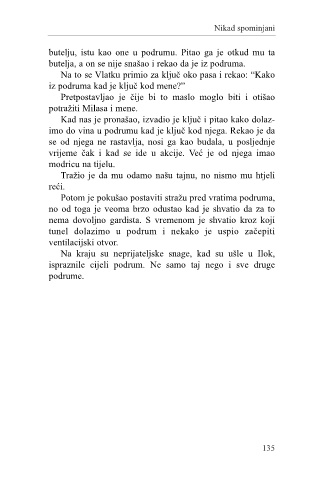 Nikad spominjani
butelju, istu kao one u podrumu. Pitao ga je otkud mu ta
butelja, a on se nije snašao i rekao da je iz podruma.
Na to se Vlatku primio za ključ oko pasa i rekao: “Kako
iz podruma kad je ključ kod mene?”
Pretpostavljao je čije bi to maslo moglo biti i otišao
potražiti Milasa i mene.
Kad nas je pronašao, izvadio je ključ i pitao kako dolaz-
imo do vina u podrumu kad je ključ kod njega. Rekao je da
se od njega ne rastavlja, nosi ga kao budala, u posljednje
vrijeme čak i kad se ide u akcije. Već je od njega imao
modricu na tijelu.
Tražio je da mu odamo našu tajnu, no nismo mu htjeli
reći.
Potom je pokušao postaviti stražu pred vratima podruma,
no od toga je veoma brzo odustao kad je shvatio da za to
nema dovoljno gardista. S vremenom je shvatio kroz koji
tunel dolazimo u podrum i nekako je uspio začepiti
ventilacijski otvor.
Na kraju su neprijateljske snage, kad su ušle u Ilok,
ispraznile cijeli podrum. Ne samo taj nego i sve druge
podrume.
135